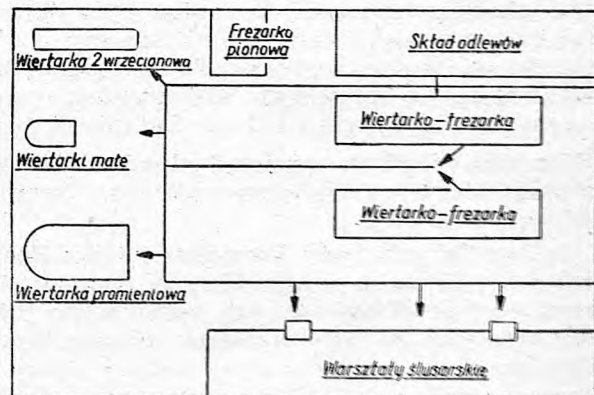 Frezarka
pionowa
Skład odlewów
Wiertarka 2 wrzecionowa
Wiertarko-frezarka
Wiertarki małe
Wiertarko-frezarka
Wiertarka promieniowa
Warsztaty ślusarskie